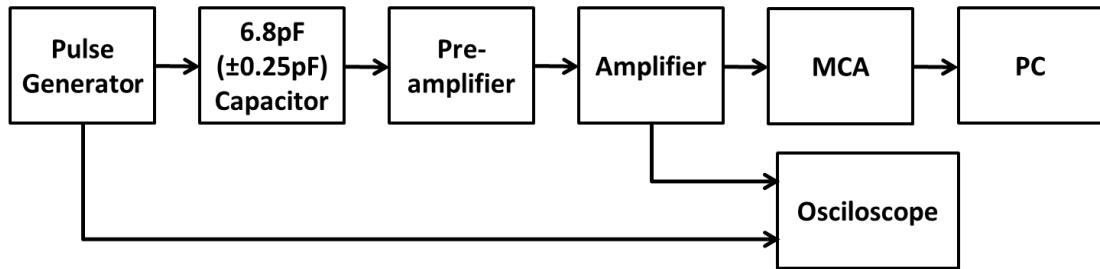 Pulse
Generator
6.8pF
(±0.25pF)
Capacitor
Pre-
amplifier
Amplifier
MCA
PC
Osciloscope